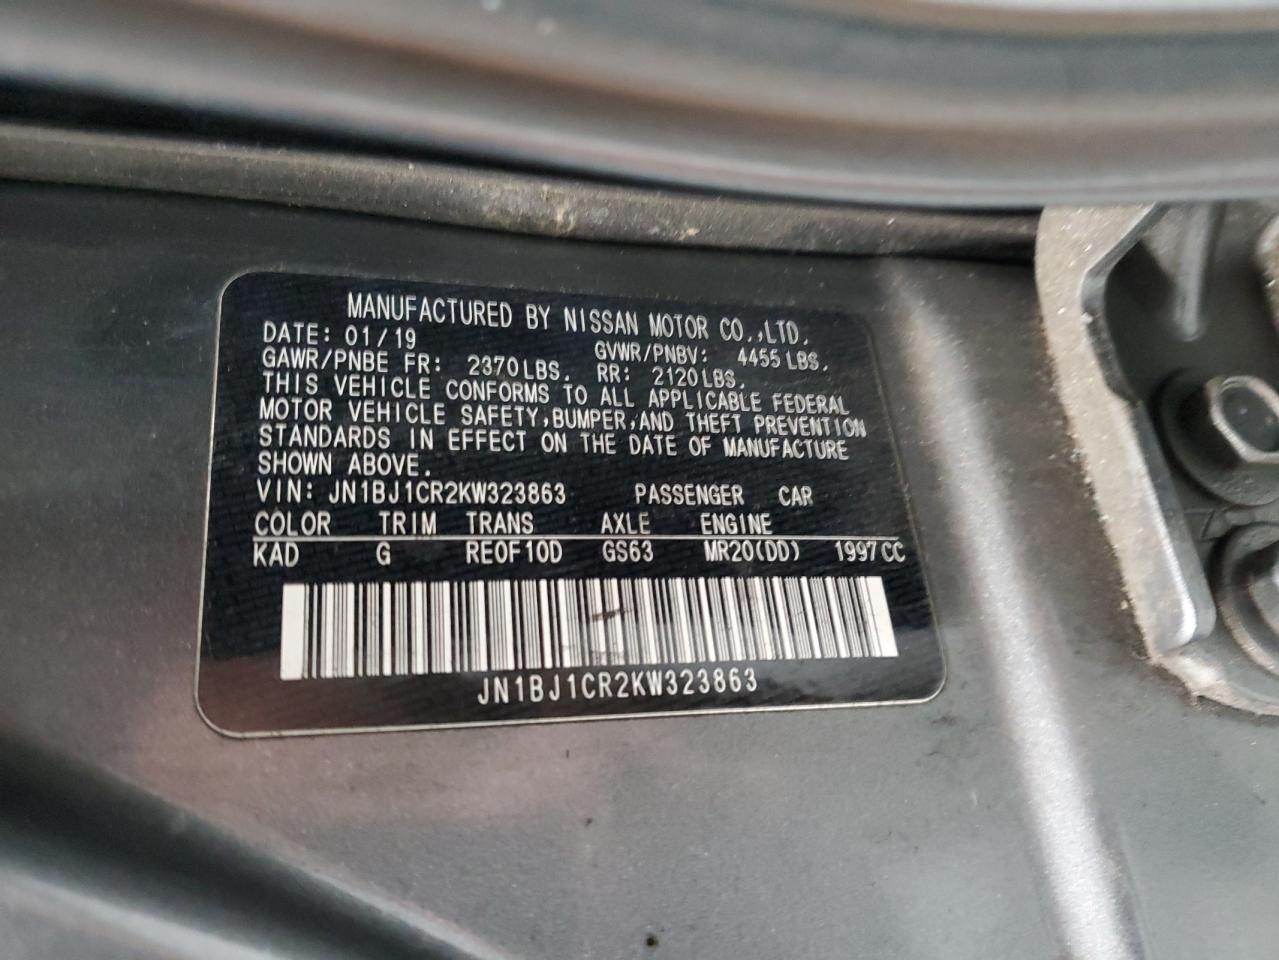 MANUFACTURED BY NISSAN MOTOR CO.,LTD.
DATE: 01/19 GVWR/PNBV: 4455 LBS.
GAWR/PNBE FR: 2370LBS. RR: 2120LBS.
THIS VEHICLE CONFORMS TO ALL APPLICABLE FEDERAL
MOTOR VEHICLE SAFETY,BUMPER,AND THEFT PREVENTION
STANDARDS IN EFFECT ON THE DATE OF MANUFACTURE
SHOWN ABOVE.
VIN: JN1BJ1CR2KW323863 PASSENGER CAR
COLOR TRIM TRANS AXLE ENGINE
KAD G RE0F10D GS63 MR20(DD) 1997CC
JN1BJ1CR2KW323863